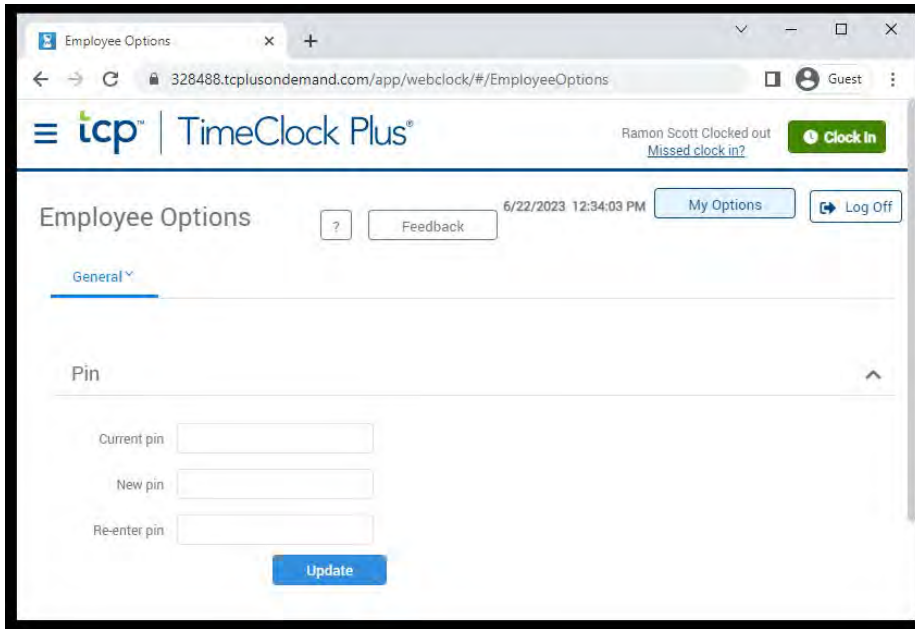 Employee Options
328488.tcplusondemand.com/app/webclock/#/EmployeeOptions
Guest
tcp™ TimeClock Plus®
Ramon Scott Clocked out
Missed clock in?
Clock In
Employee Options
?
Feedback
6/22/2023 12:34:03 PM
My Options
Log Off
General
Pin
Current pin
New pin
Re-enter pin
Update